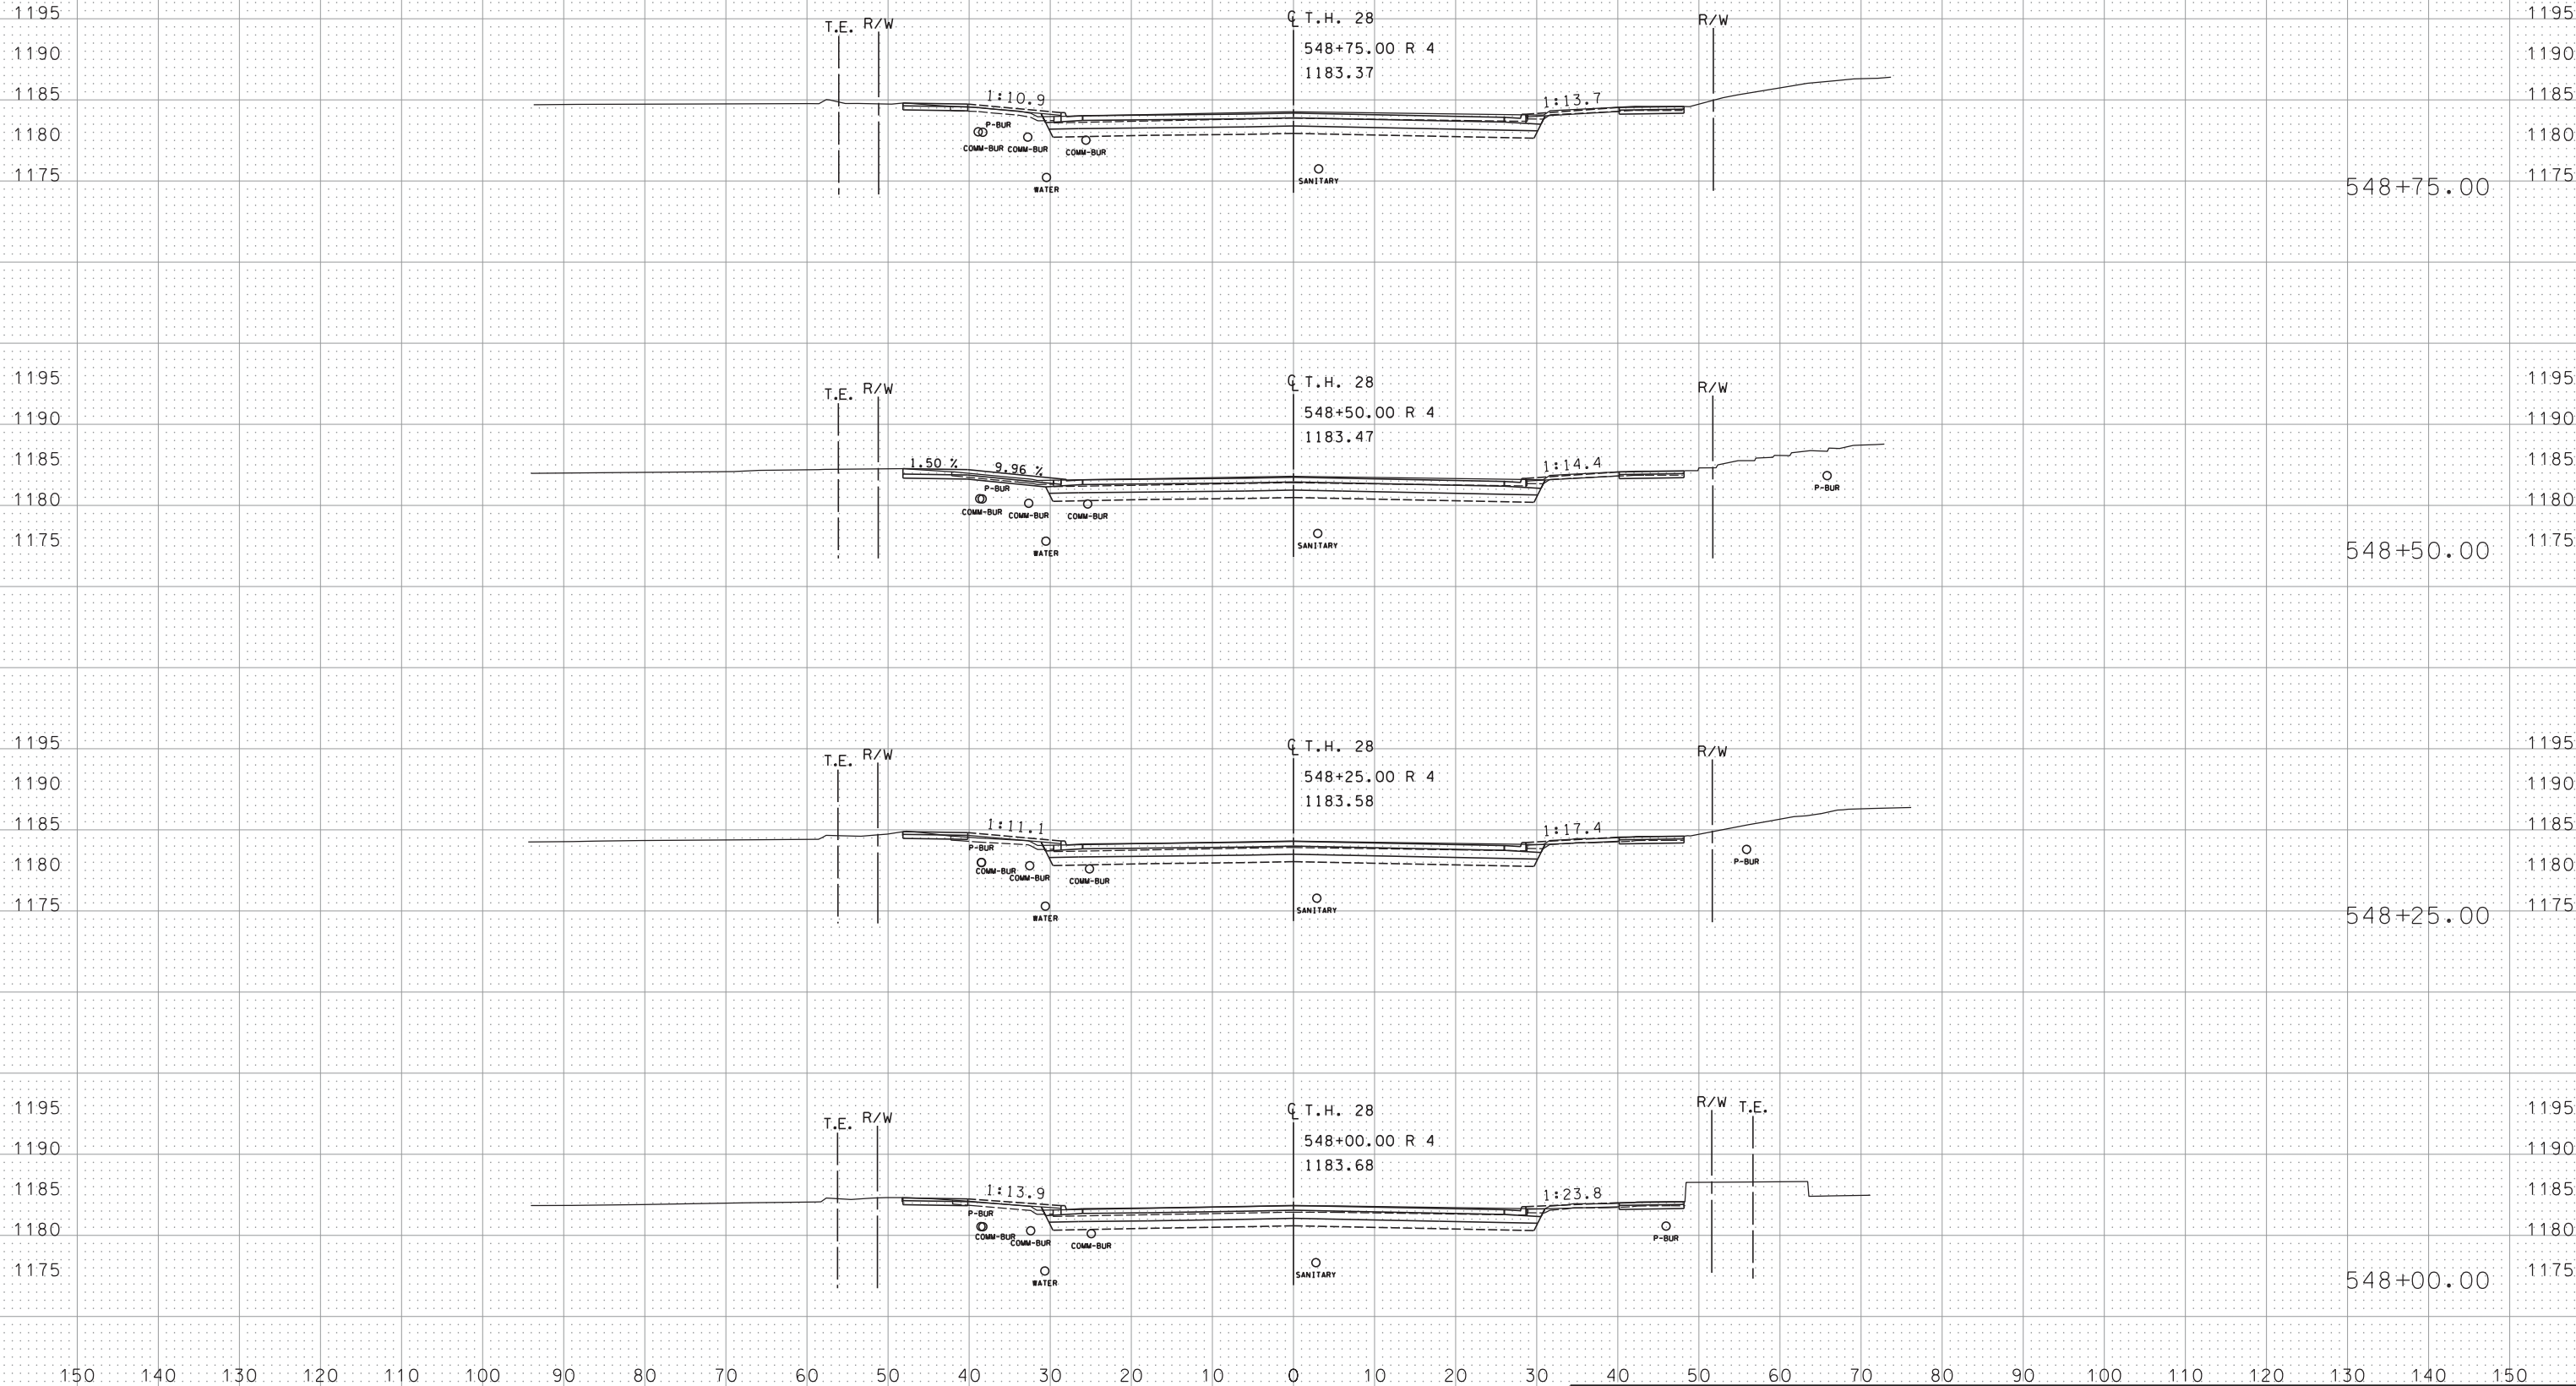 1195 T.E. R/W ℄ T.H. 28 R/W 1195
1190 548+75.00 R 4 1190
1183.37
1185 1:10.9 1:13.7 1185
P-BUR
1180 1180
COMM-BUR COMM-BUR COMM-BUR
1175 WATER SANITARY 548+75.00 1175
1195 T.E. R/W ℄ T.H. 28 R/W 1195
1190 548+50.00 R 4 1190
1183.47
1185 1.50 % 9.96 % 1:14.4 1185
P-BUR P-BUR
1180 1180
COMM-BUR COMM-BUR COMM-BUR
1175 WATER SANITARY 548+50.00 1175
1195 T.E. R/W ℄ T.H. 28 R/W 1195
1190 548+25.00 R 4 1190
1183.58
1185 1:11.1 1:17.4 1185
P-BUR P-BUR
1180 1180
COMM-BUR COMM-BUR COMM-BUR
1175 WATER SANITARY 548+25.00 1175
1195 T.E. R/W ℄ T.H. 28 R/W T.E. 1195
1190 548+00.00 R 4 1190
1183.68
1185 1:13.9 1:23.8 1185
P-BUR
1180 1180
COMM-BUR COMM-BUR COMM-BUR P-BUR
1175 WATER SANITARY 548+00.00 1175
150 140 130 120 110 100 90 80 70 60 50 40 30 20 10 0 10 20 30 40 50 60 70 80 90 100 110 120 130 140 150